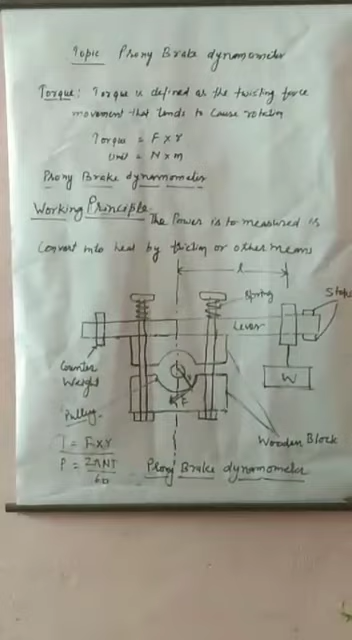 Topic Prony Brake dynamometer
Torque: Torque is defined as the twisting force
movement that tends to cause rotation
Torque = F x r
Unit = N x m
Prony Brake dynamometer
Working Principle- The Power is to measured is
Convert into heat by friction or other means
l
Spring
Stops
Lever
Counter
Weight
W
r
F
Pulley
Wooden Block
T = F x r
P = 2πNT
60
Prony Brake dynamometer